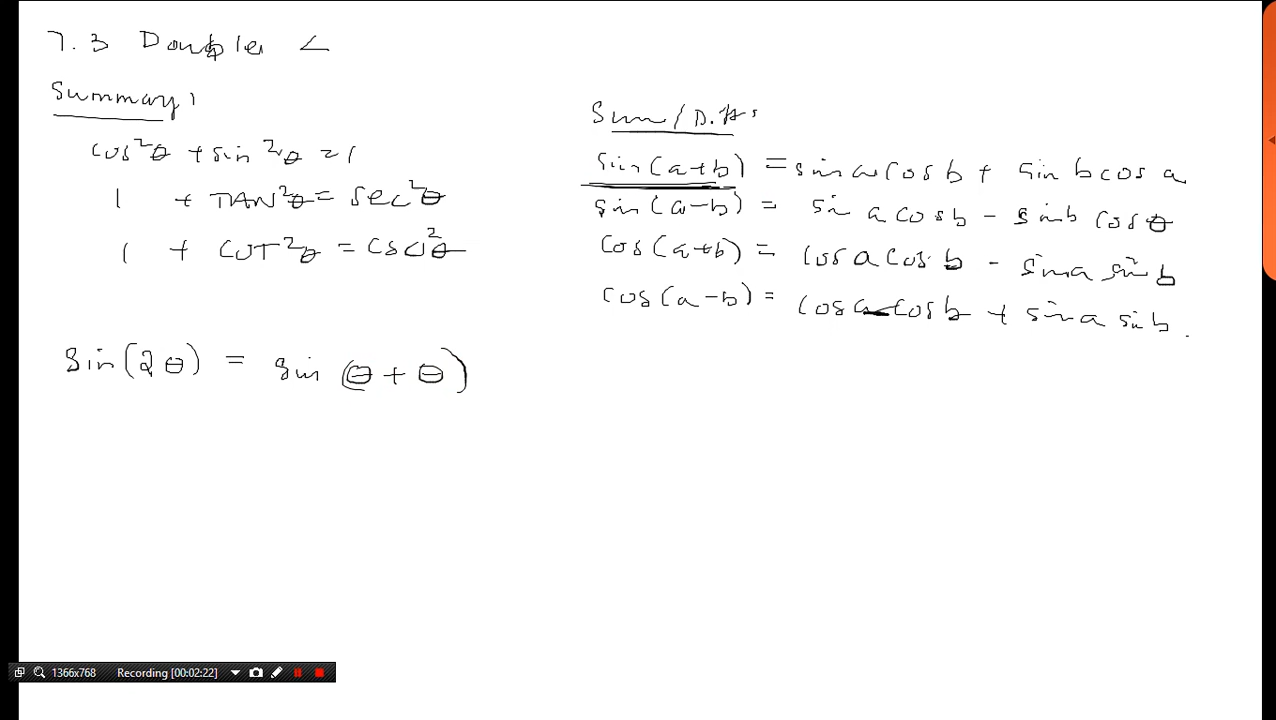 7.3 Double ∠
Summary:
cos²θ + sin²θ = 1
1 + TAN²θ = sec²θ
1 + COT²θ = csc²θ
sin(2θ) = sin(θ + θ)
Sum/Diff:
sin(a+b) = sin a cos b + sin b cos a
sin(a-b) = sin a cos b - sin b cos θ
cos(a+b) = cos a cos b - sin a sin b
cos(a-b) = cos a cos b + sin a sin b.
1366x768 Recording [00:02:22]